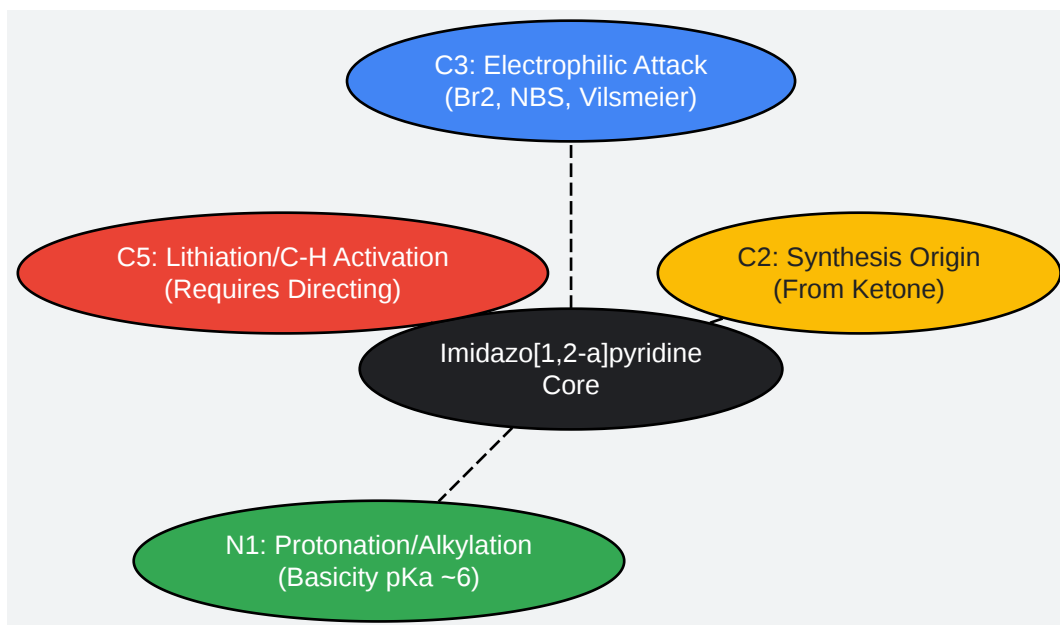 C3: Electrophilic Attack
(Br2, NBS, Vilsmeier)
C5: Lithiation/C-H Activation
(Requires Directing)
C2: Synthesis Origin
(From Ketone)
Imidazo[1,2-a]pyridine
Core
N1: Protonation/Alkylation
(Basicity pKa ~6)